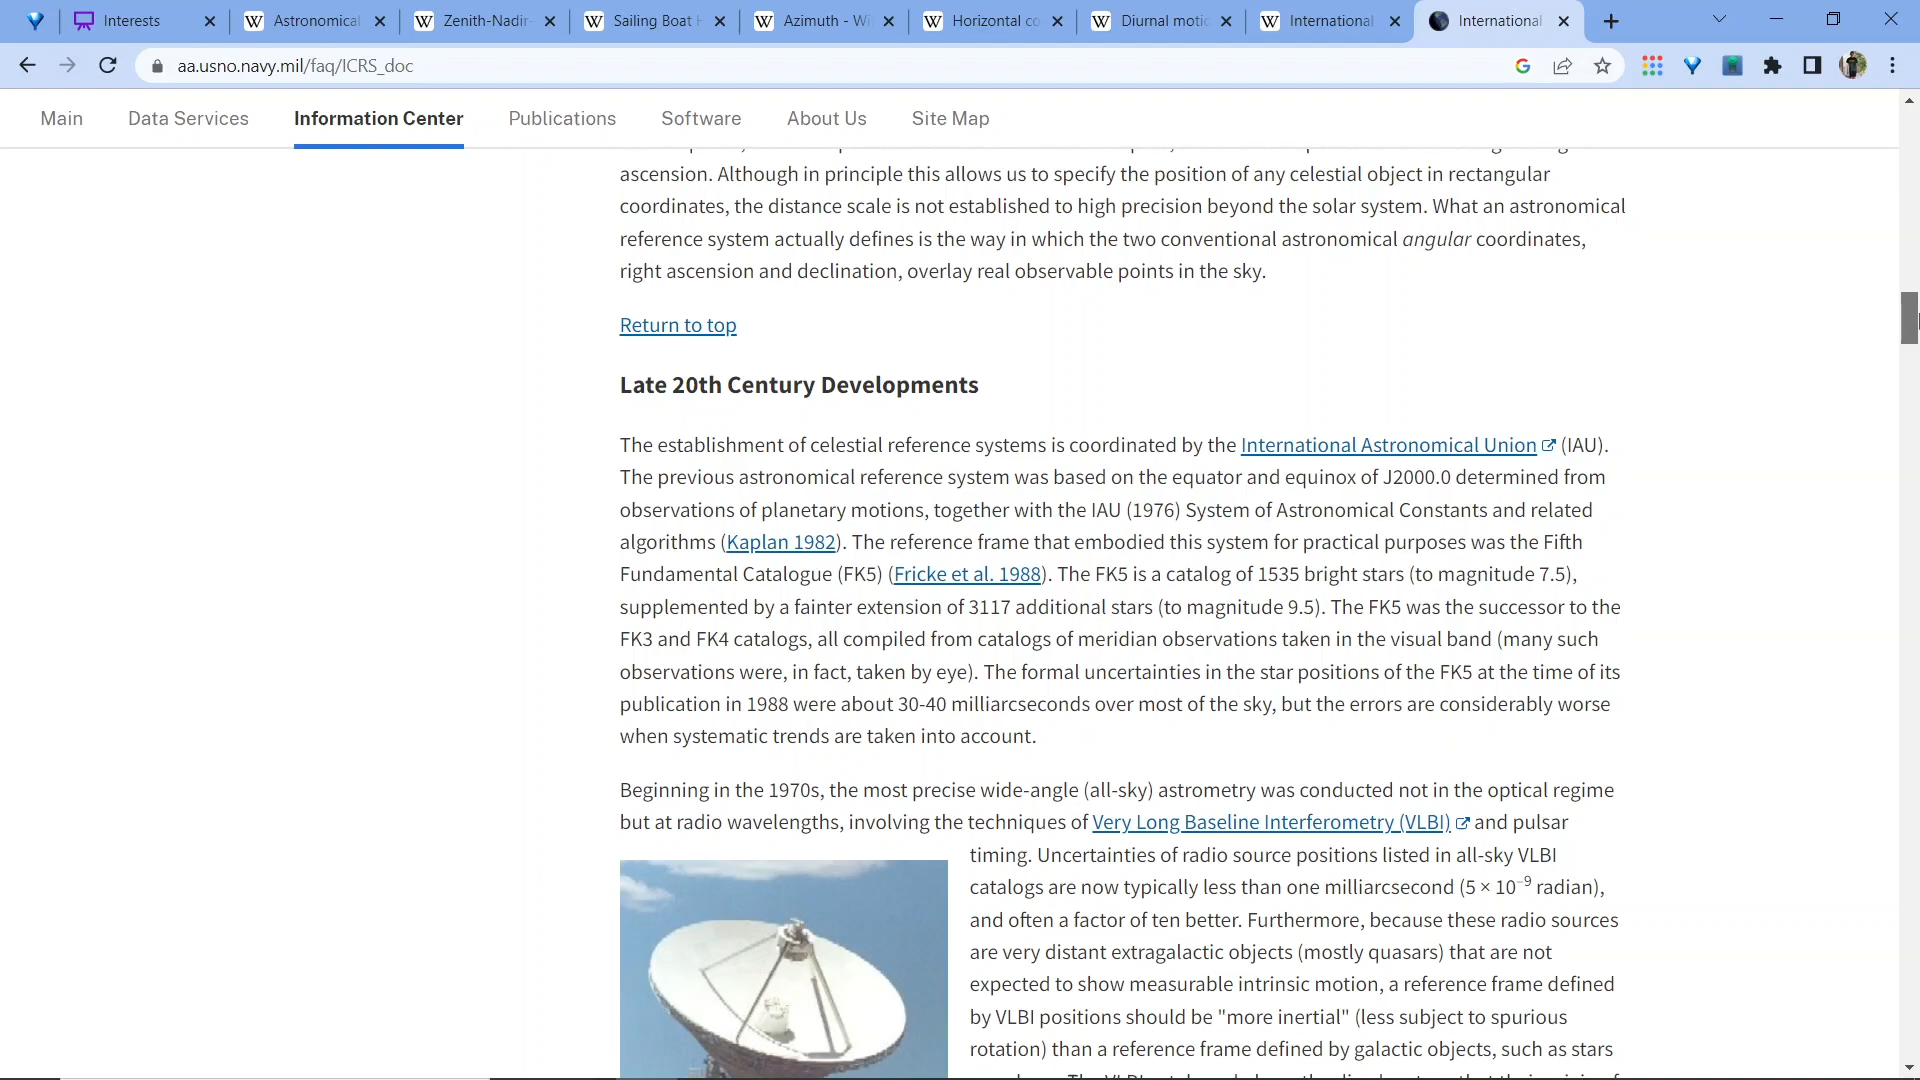 Interests
Astronomical
Zenith-Nadir-
Sailing Boat H
Azimuth - Wi
Horizontal co
Diurnal motio
International
International
aa.usno.navy.mil/faq/ICRS_doc
Main
Data Services
Information Center
Publications
Software
About Us
Site Map
ascension. Although in principle this allows us to specify the position of any celestial object in rectangular
coordinates, the distance scale is not established to high precision beyond the solar system. What an astronomical
reference system actually defines is the way in which the two conventional astronomical angular coordinates,
right ascension and declination, overlay real observable points in the sky.
Return to top
Late 20th Century Developments
The establishment of celestial reference systems is coordinated by the International Astronomical Union (IAU).
The previous astronomical reference system was based on the equator and equinox of J2000.0 determined from
observations of planetary motions, together with the IAU (1976) System of Astronomical Constants and related
algorithms (Kaplan 1982). The reference frame that embodied this system for practical purposes was the Fifth
Fundamental Catalogue (FK5) (Fricke et al. 1988). The FK5 is a catalog of 1535 bright stars (to magnitude 7.5),
supplemented by a fainter extension of 3117 additional stars (to magnitude 9.5). The FK5 was the successor to the
FK3 and FK4 catalogs, all compiled from catalogs of meridian observations taken in the visual band (many such
observations were, in fact, taken by eye). The formal uncertainties in the star positions of the FK5 at the time of its
publication in 1988 were about 30-40 milliarcseconds over most of the sky, but the errors are considerably worse
when systematic trends are taken into account.
Beginning in the 1970s, the most precise wide-angle (all-sky) astrometry was conducted not in the optical regime
but at radio wavelengths, involving the techniques of Very Long Baseline Interferometry (VLBI) and pulsar
timing. Uncertainties of radio source positions listed in all-sky VLBI
catalogs are now typically less than one milliarcsecond (5 × 10⁻⁹ radian),
and often a factor of ten better. Furthermore, because these radio sources
are very distant extragalactic objects (mostly quasars) that are not
expected to show measurable intrinsic motion, a reference frame defined
by VLBI positions should be "more inertial" (less subject to spurious
rotation) than a reference frame defined by galactic objects, such as stars